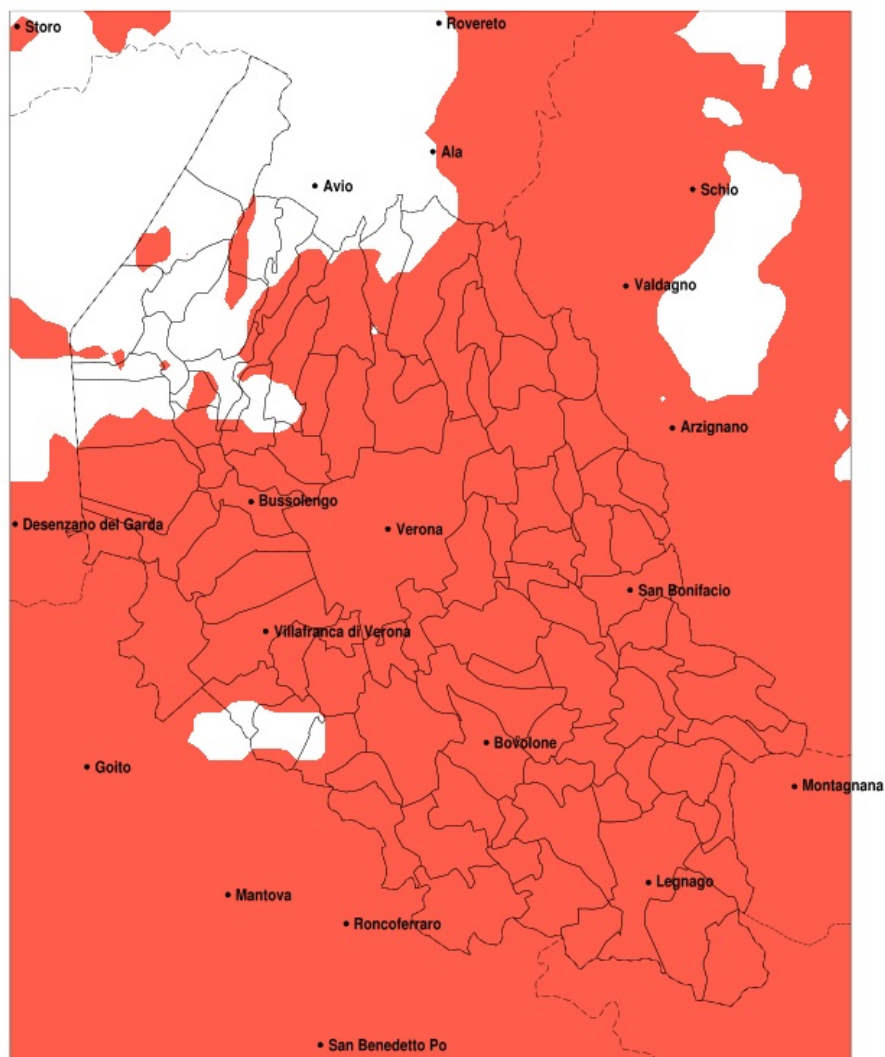 Storo
Rovereto
Ala
Avio
Schio
Valdagno
Arzignano
Bussolengo
Desenzano del Garda
Verona
San Bonifacio
Villafranca di Verona
Bovolone
Goito
Montagnana
Legnago
Mantova
Roncoferraro
San Benedetto Po